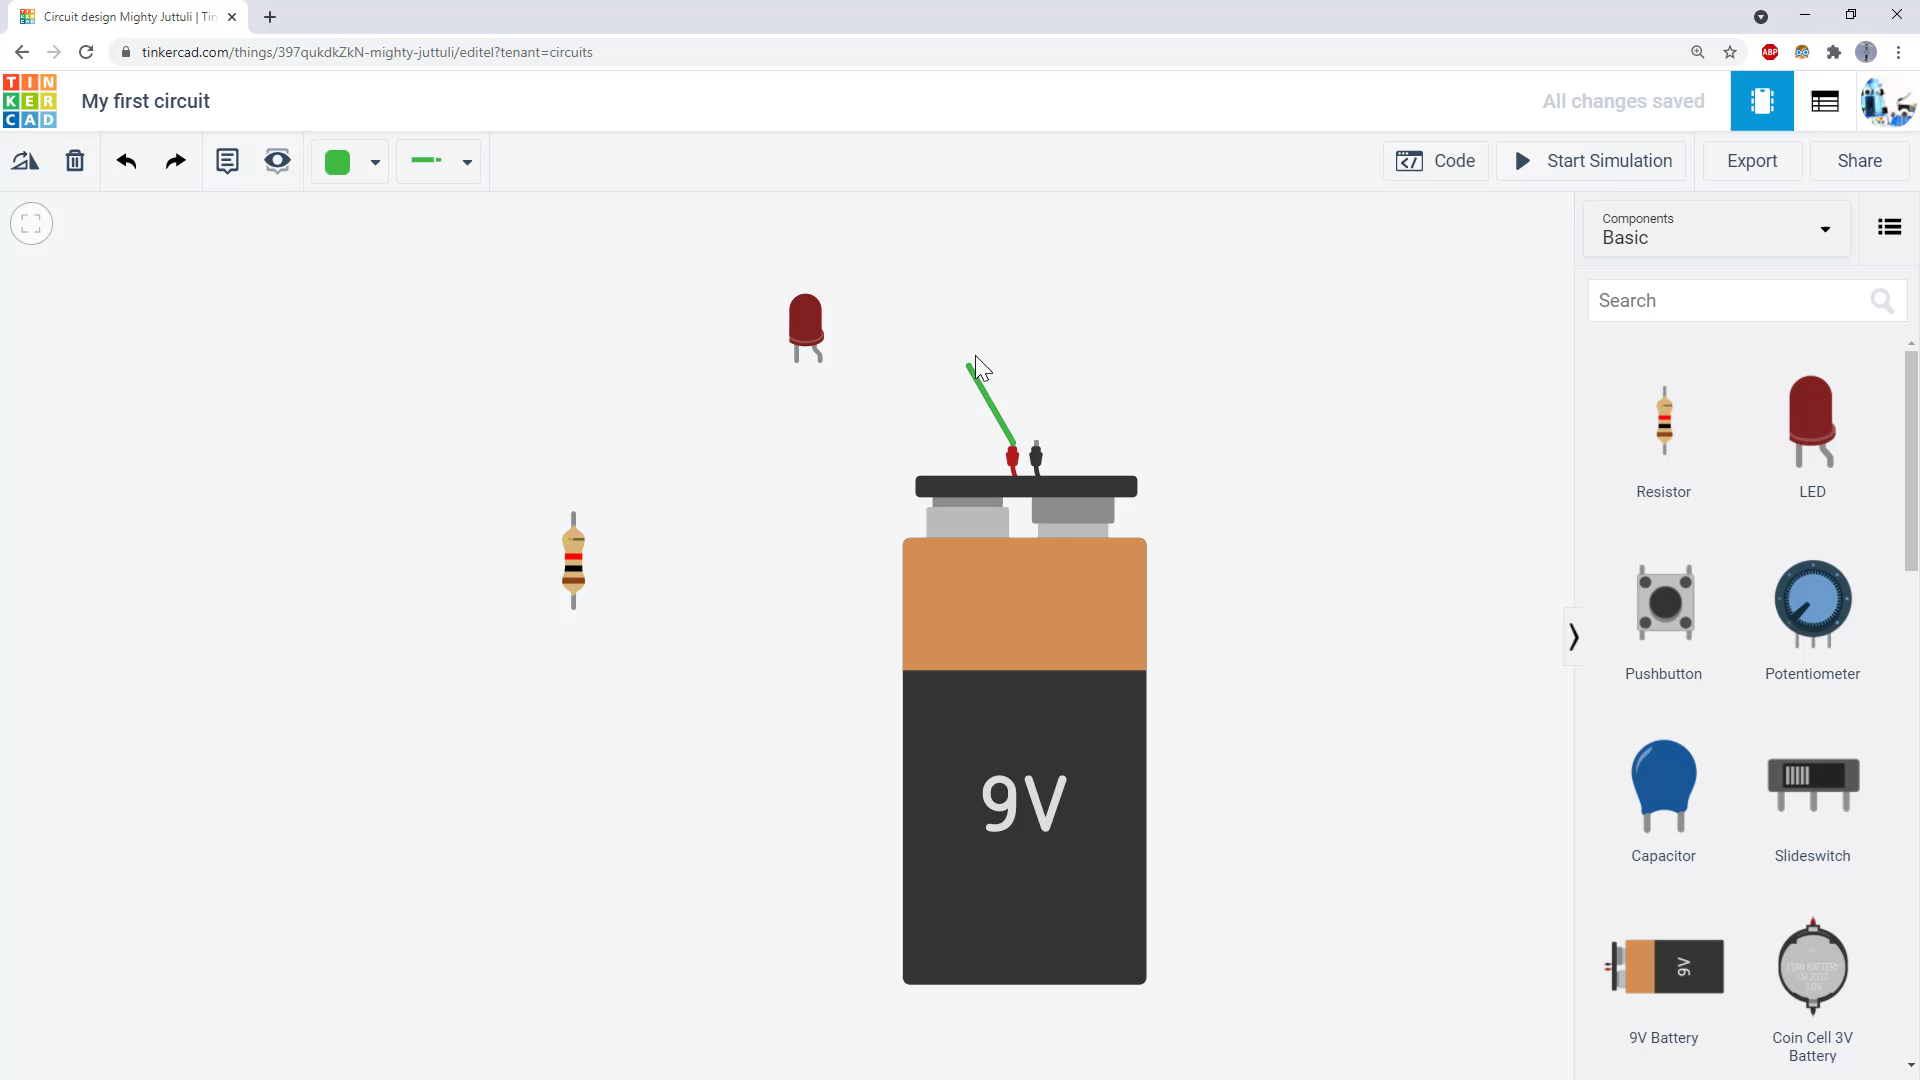 Circuit design Mighty Juttuli | Tin
tinkercad.com/things/397qukdkZkN-mighty-juttuli/editel?tenant=circuits
ABP
TIN
KER
CAD
My first circuit
All changes saved
Code
Start Simulation
Export
Share
Components
Basic
Search
Resistor
LED
Pushbutton
Potentiometer
Capacitor
Slideswitch
9V
9V
9V Battery
Coin Cell 3V
Battery